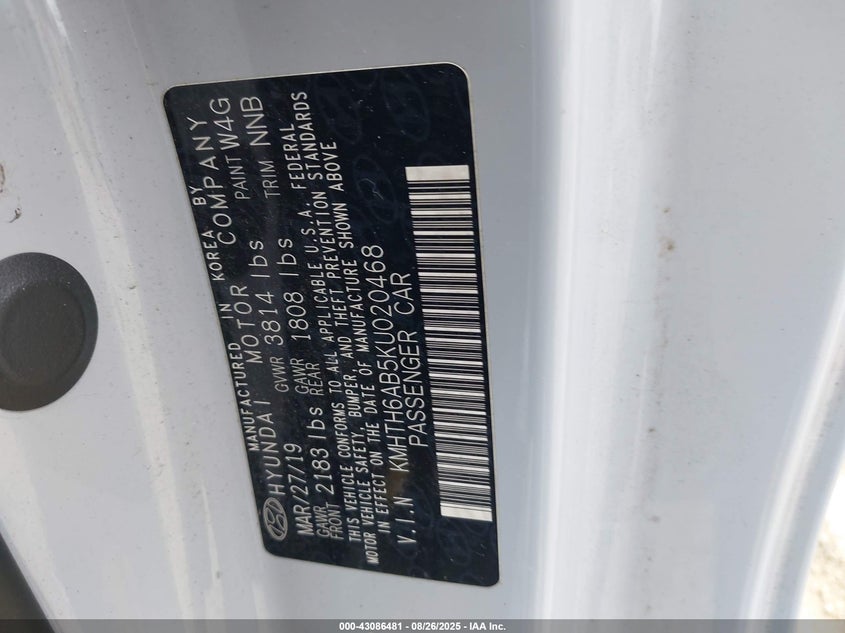 MANUFACTURED IN KOREA BY
HYUNDAI MOTOR COMPANY
MAR/27/19 GVWR 3814 lbs PAINT W4G
GAWR FRONT 2183 lbs GAWR REAR 1808 lbs TRIM NNB
THIS VEHICLE CONFORMS TO ALL APPLICABLE U.S.A. FEDERAL
MOTOR VEHICLE SAFETY, BUMPER, AND THEFT PREVENTION STANDARDS
IN EFFECT ON THE DATE OF MANUFACTURE SHOWN ABOVE
V.I.N KMHTH6AB5KU020468
PASSENGER CAR
000-43086481 - 08/26/2025 - IAA Inc.